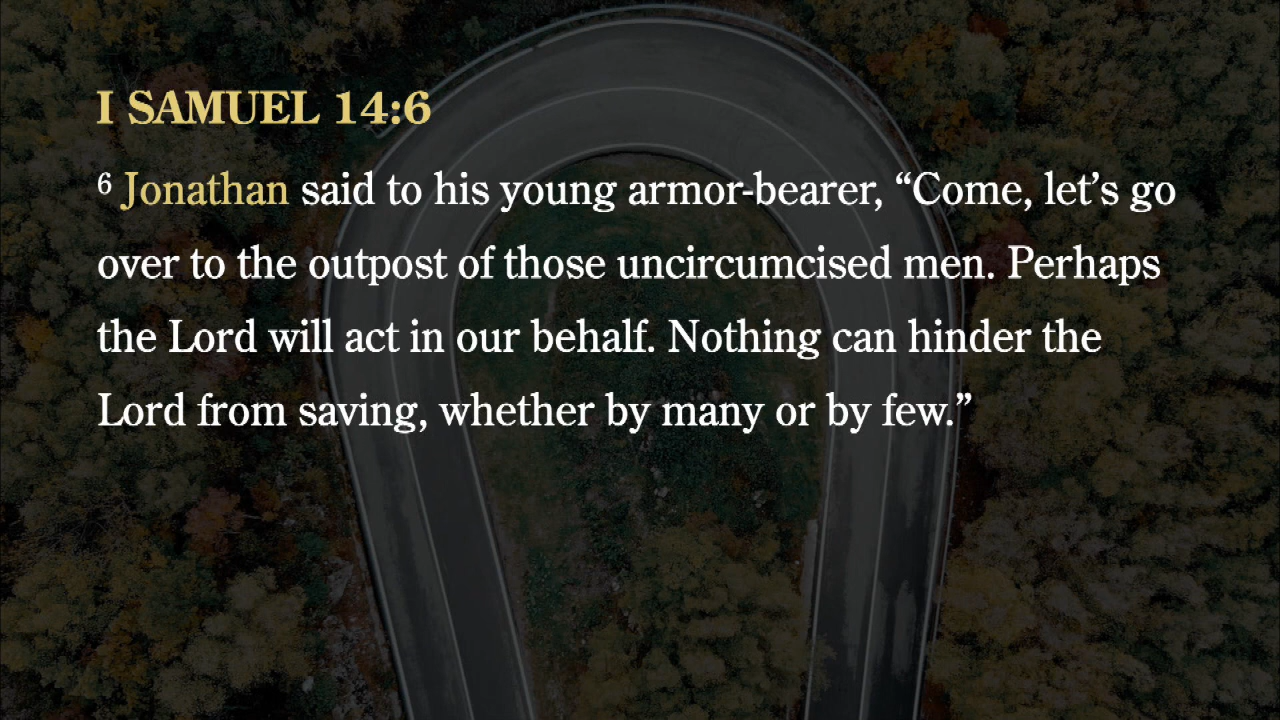 I SAMUEL 14:6
⁶ Jonathan said to his young armor-bearer, “Come, let’s go
over to the outpost of those uncircumcised men. Perhaps
the Lord will act in our behalf. Nothing can hinder the
Lord from saving, whether by many or by few.”